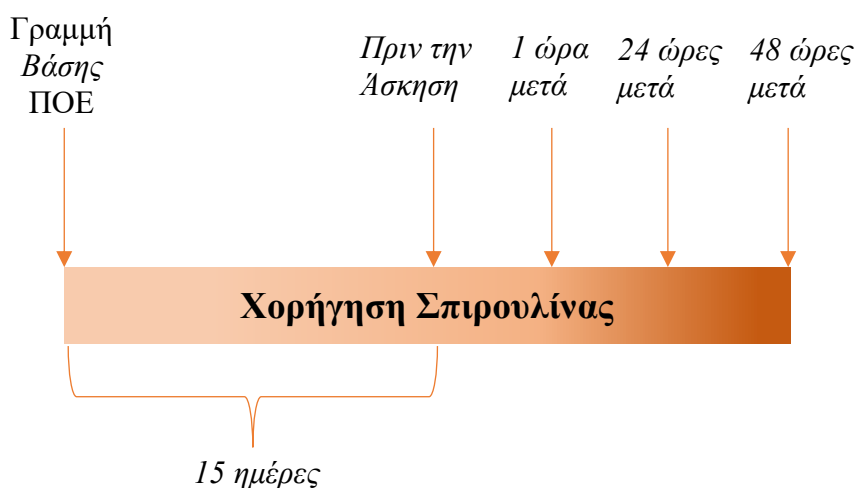 Γραμμή
Βάσης
ΠΟΕ
Πριν την
Άσκηση
1 ώρα
μετά
24 ώρες
μετά
48 ώρες
μετά
Χορήγηση Σπιρουλίνας
15 ημέρες